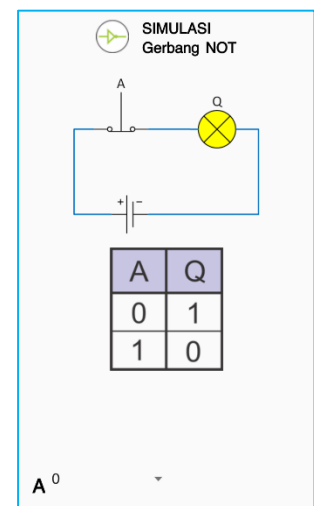 SIMULASI
Gerbang NOT
A
Q
+ −
A Q
0 1
1 0
A 0